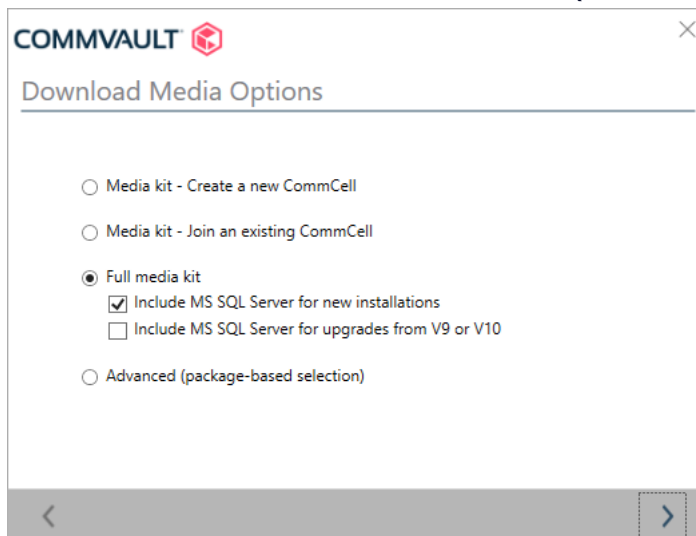 COMMVAULT
Download Media Options
Media kit - Create a new CommCell
Media kit - Join an existing CommCell
Full media kit
Include MS SQL Server for new installations
Include MS SQL Server for upgrades from V9 or V10
Advanced (package-based selection)